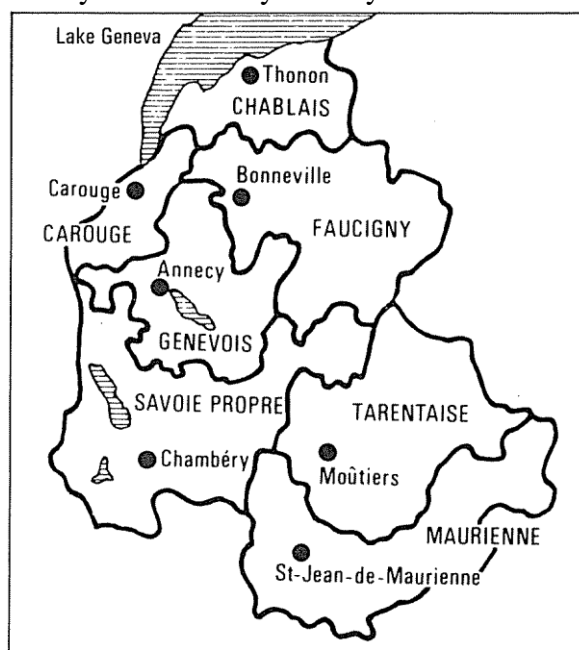 Lake Geneva
Thonon
CHABLAIS
Bonneville
Carouge
FAUCIGNY
CAROUGE
Annecy
GENEVOIS
SAVOIE PROPRE
TARENTAISE
Chambéry
Moûtiers
MAURIENNE
St-Jean-de-Maurienne